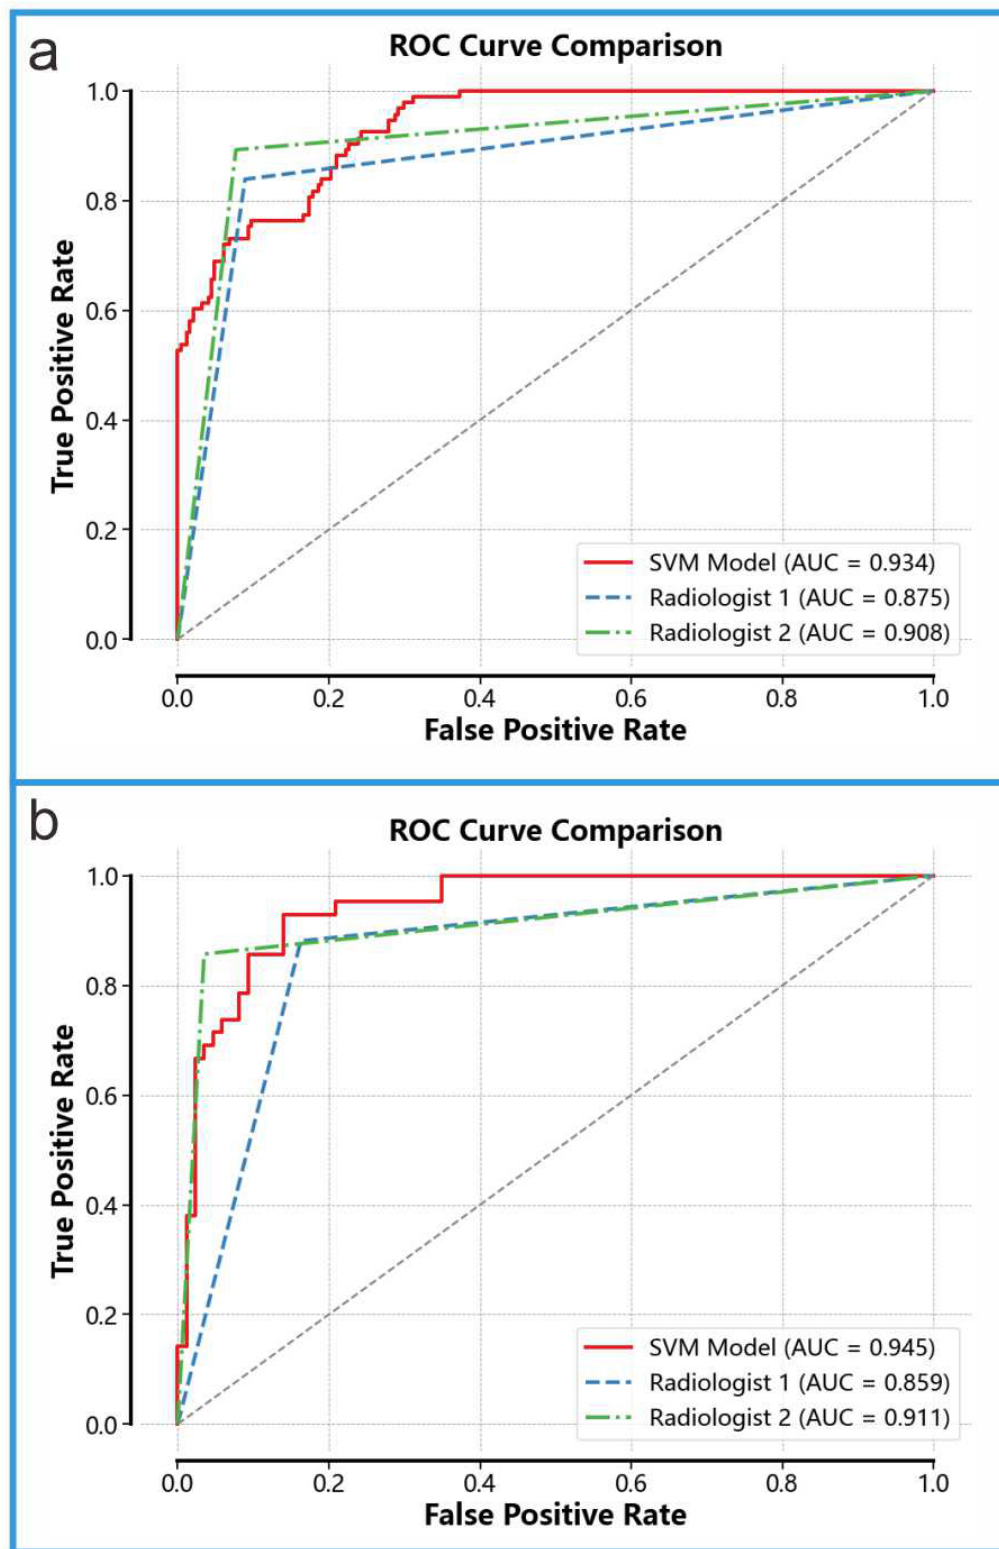 a
ROC Curve Comparison
1.0
0.8
0.6
0.4
0.2
0.0
True Positive Rate
SVM Model (AUC = 0.934)
Radiologist 1 (AUC = 0.875)
Radiologist 2 (AUC = 0.908)
0.0 0.2 0.4 0.6 0.8 1.0
False Positive Rate
b
ROC Curve Comparison
1.0
0.8
0.6
0.4
0.2
0.0
True Positive Rate
SVM Model (AUC = 0.945)
Radiologist 1 (AUC = 0.859)
Radiologist 2 (AUC = 0.911)
0.0 0.2 0.4 0.6 0.8 1.0
False Positive Rate